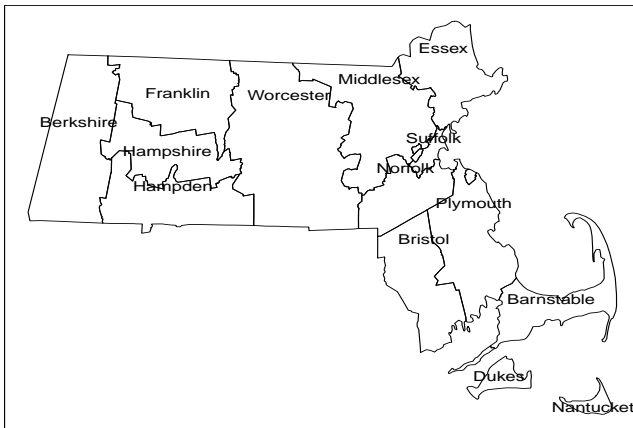 Essex
Middlesex
Franklin
Worcester
Berkshire
Suffolk
Hampshire
Norfolk
Hampden
Plymouth
Bristol
Barnstable
Dukes
Nantucket